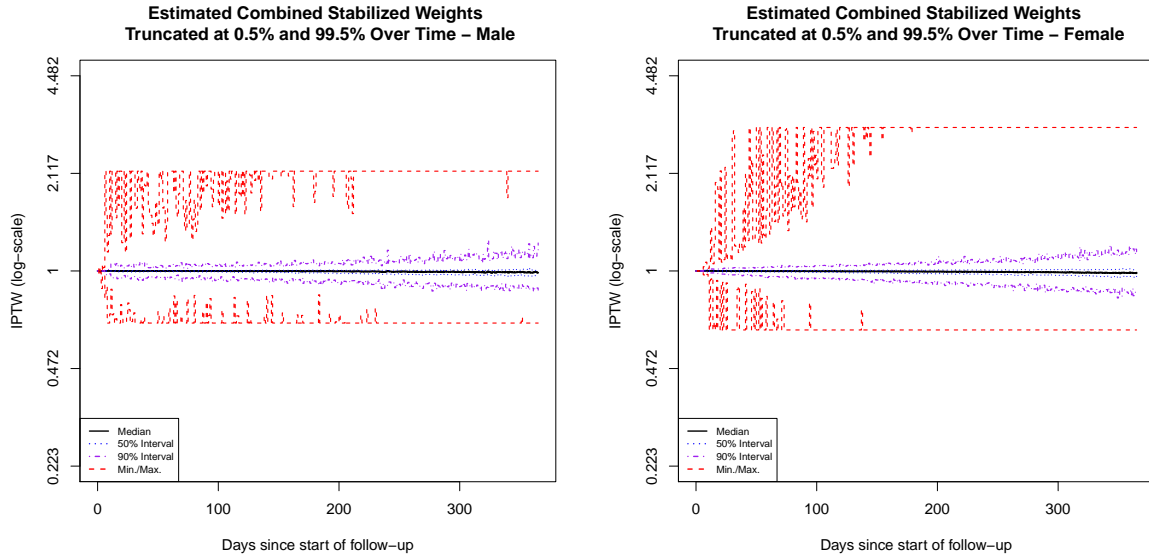 Estimated Combined Stabilized Weights
Truncated at 0.5% and 99.5% Over Time − Male
IPTW (log−scale)
4.482
2.117
1
0.472
0.223
Median
50% Interval
90% Interval
Min./Max.
0 100 200 300
Days since start of follow−up
Estimated Combined Stabilized Weights
Truncated at 0.5% and 99.5% Over Time − Female
IPTW (log−scale)
4.482
2.117
1
0.472
0.223
Median
50% Interval
90% Interval
Min./Max.
0 100 200 300
Days since start of follow−up